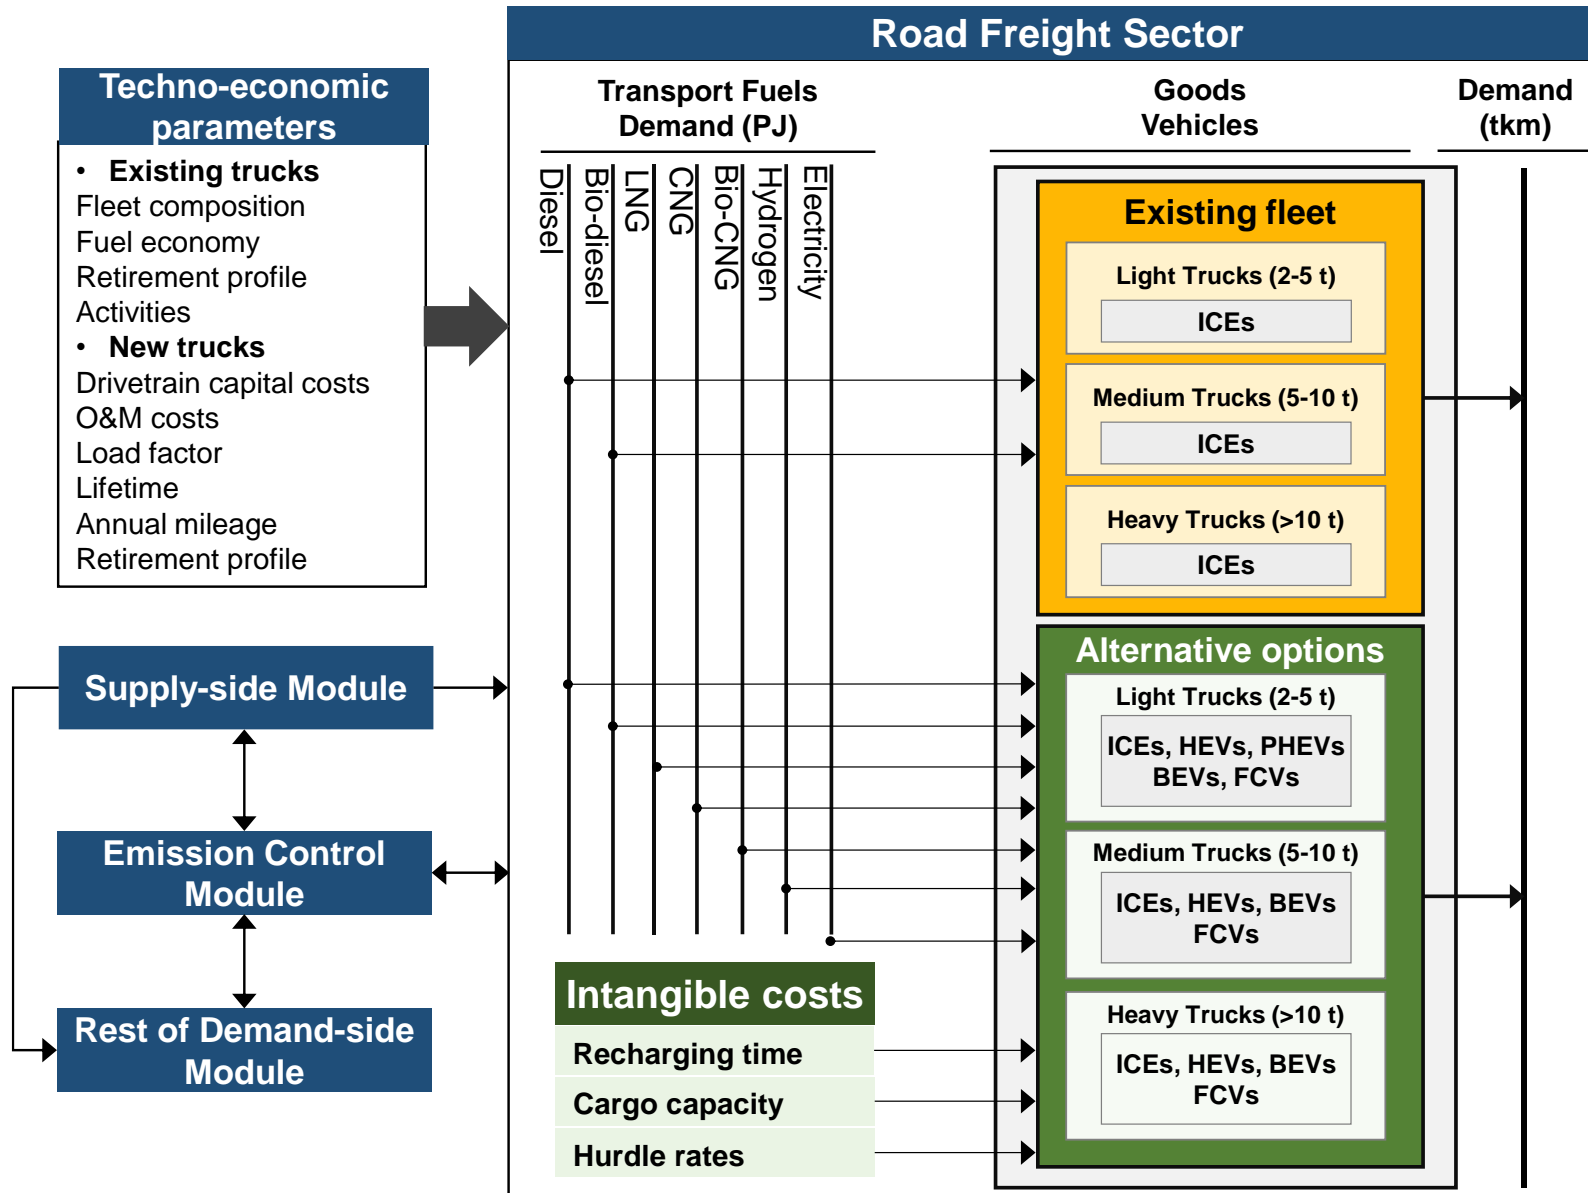 Road Freight Sector
Techno-economic
parameters
• Existing trucks
Fleet composition
Fuel economy
Retirement profile
Activities
• New trucks
Drivetrain capital costs
O&M costs
Load factor
Lifetime
Annual mileage
Retirement profile
Supply-side Module
Emission Control
Module
Rest of Demand-side
Module
Transport Fuels
Demand (PJ)
Diesel
Bio-diesel
LNG
CNG
Bio-CNG
Hydrogen
Electricity
Intangible costs
Recharging time
Cargo capacity
Hurdle rates
Goods
Vehicles
Existing fleet
Light Trucks (2-5 t)
ICEs
Medium Trucks (5-10 t)
ICEs
Heavy Trucks (>10 t)
ICEs
Alternative options
Light Trucks (2-5 t)
ICEs, HEVs, PHEVs
BEVs, FCVs
Medium Trucks (5-10 t)
ICEs, HEVs, BEVs
FCVs
Heavy Trucks (>10 t)
ICEs, HEVs, BEVs
FCVs
Demand
(tkm)